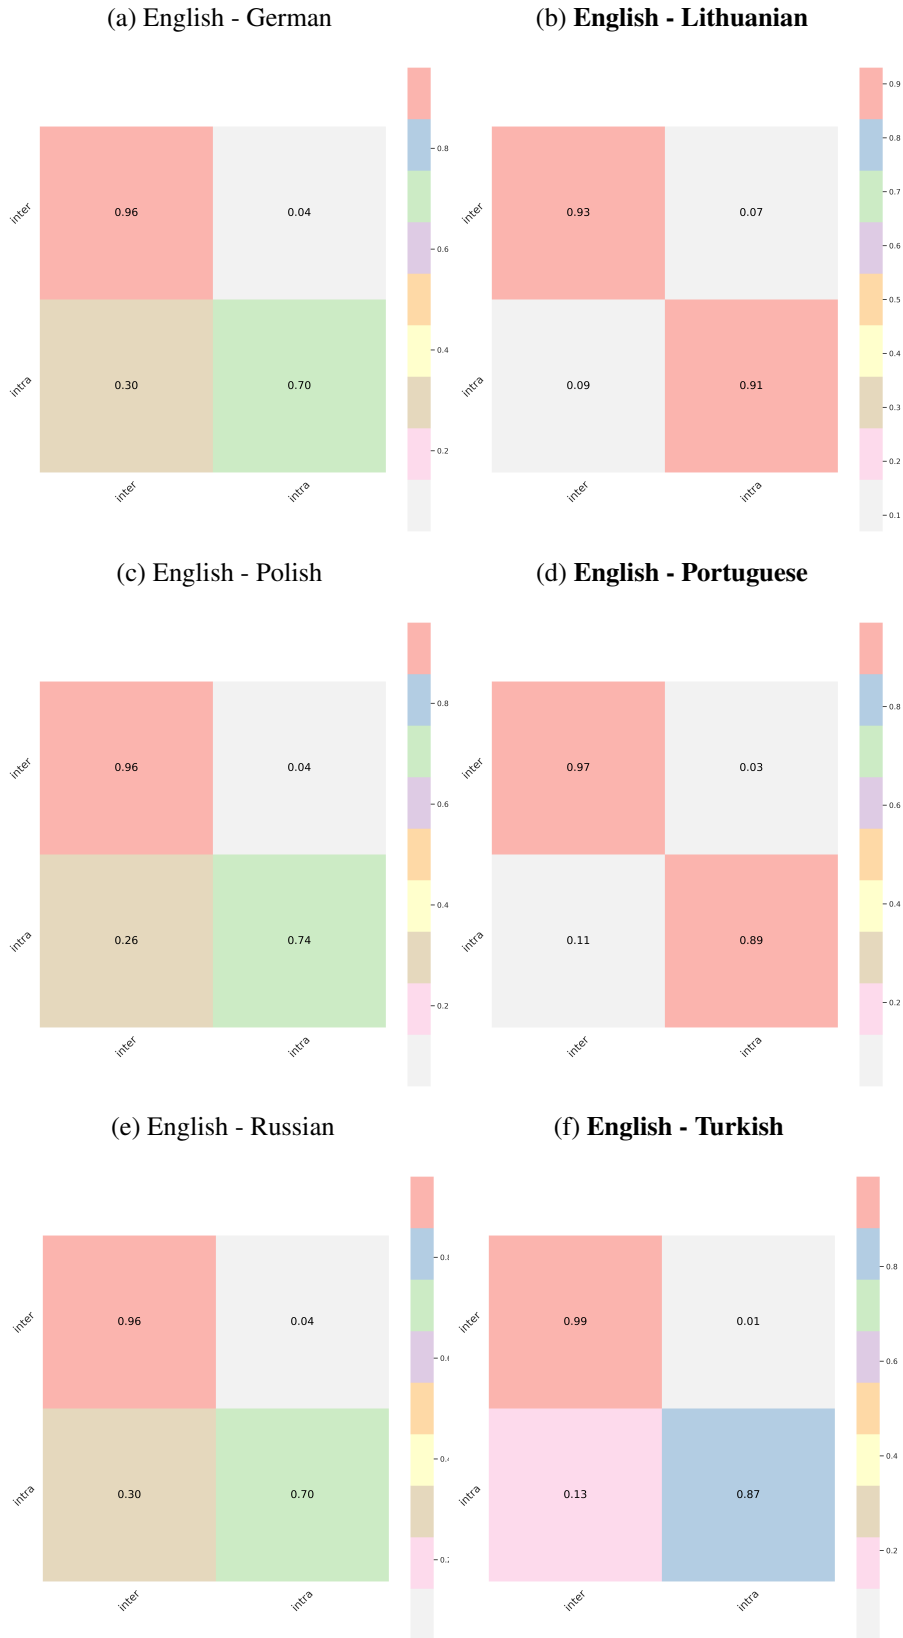 (a) English - German
0.8
0.6
0.4
0.2
inter
0.96
0.04
intra
0.30
0.70
inter
intra
(b) English - Lithuanian
0.9
0.8
0.7
0.6
0.5
0.4
0.3
0.2
0.1
inter
0.93
0.07
intra
0.09
0.91
inter
intra
(c) English - Polish
0.8
0.6
0.4
0.2
inter
0.96
0.04
intra
0.26
0.74
inter
intra
(d) English - Portuguese
0.8
0.6
0.4
0.2
inter
0.97
0.03
intra
0.11
0.89
inter
intra
(e) English - Russian
inter
0.96
0.04
intra
0.30
0.70
inter
intra
(f) English - Turkish
0.8
0.6
0.4
0.2
inter
0.99
0.01
intra
0.13
0.87
inter
intra